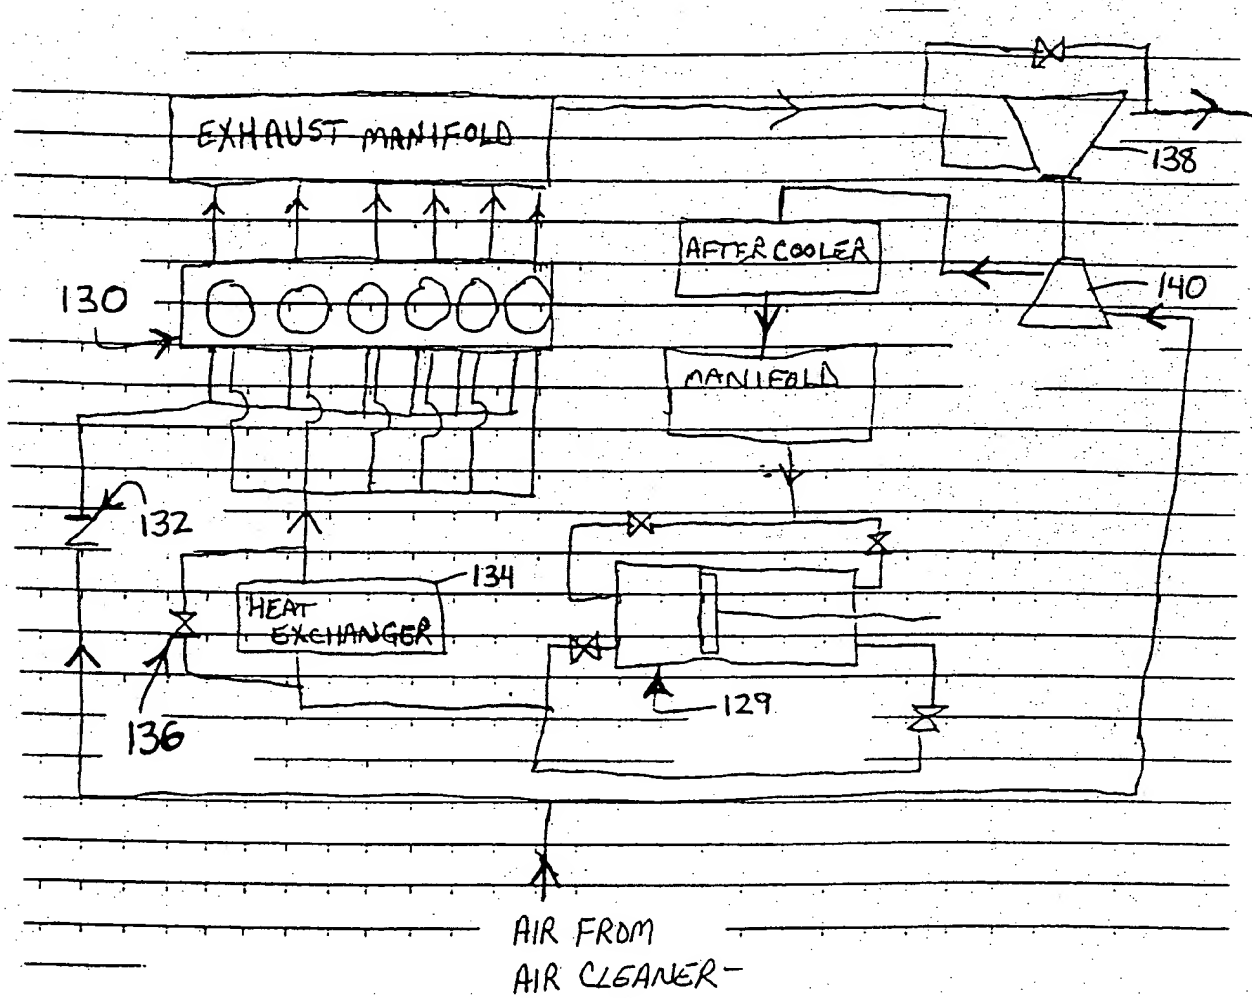 EXHAUST MANIFOLD
138
AFTERCOOLER
130
140
MANIFOLD
132
134
HEAT
EXCHANGER
129
136
AIR FROM
AIR CLEANER-